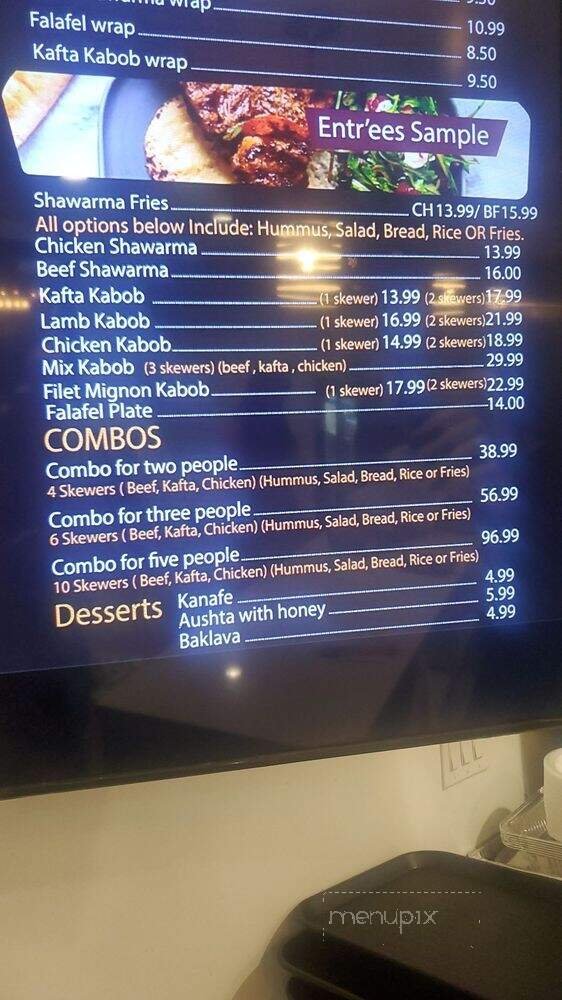 wrap 9.50
Falafel wrap 10.99
Kafta Kabob wrap 8.50
9.50
Entr'ees Sample
Shawarma Fries CH13.99/ BF15.99
All options below Include: Hummus, Salad, Bread, Rice OR Fries.
Chicken Shawarma 13.99
Beef Shawarma 16.00
Kafta Kabob (1 skewer) 13.99 (2 skewers)17.99
Lamb Kabob (1 skewer) 16.99 (2 skewers)21.99
Chicken Kabob (1 skewer) 14.99 (2 skewers)18.99
Mix Kabob (3 skewers) (beef , kafta , chicken) 29.99
Filet Mignon Kabob (1 skewer) 17.99 (2 skewers)22.99
Falafel Plate 14.00
COMBOS
Combo for two people 38.99
4 Skewers ( Beef, Kafta, Chicken) (Hummus, Salad, Bread, Rice or Fries)
Combo for three people 56.99
6 Skewers ( Beef, Kafta, Chicken) (Hummus, Salad, Bread, Rice or Fries)
Combo for five people 96.99
10 Skewers ( Beef, Kafta, Chicken) (Hummus, Salad, Bread, Rice or Fries)
Desserts Kanafe 4.99
Aushta with honey 5.99
Baklava 4.99
menupix